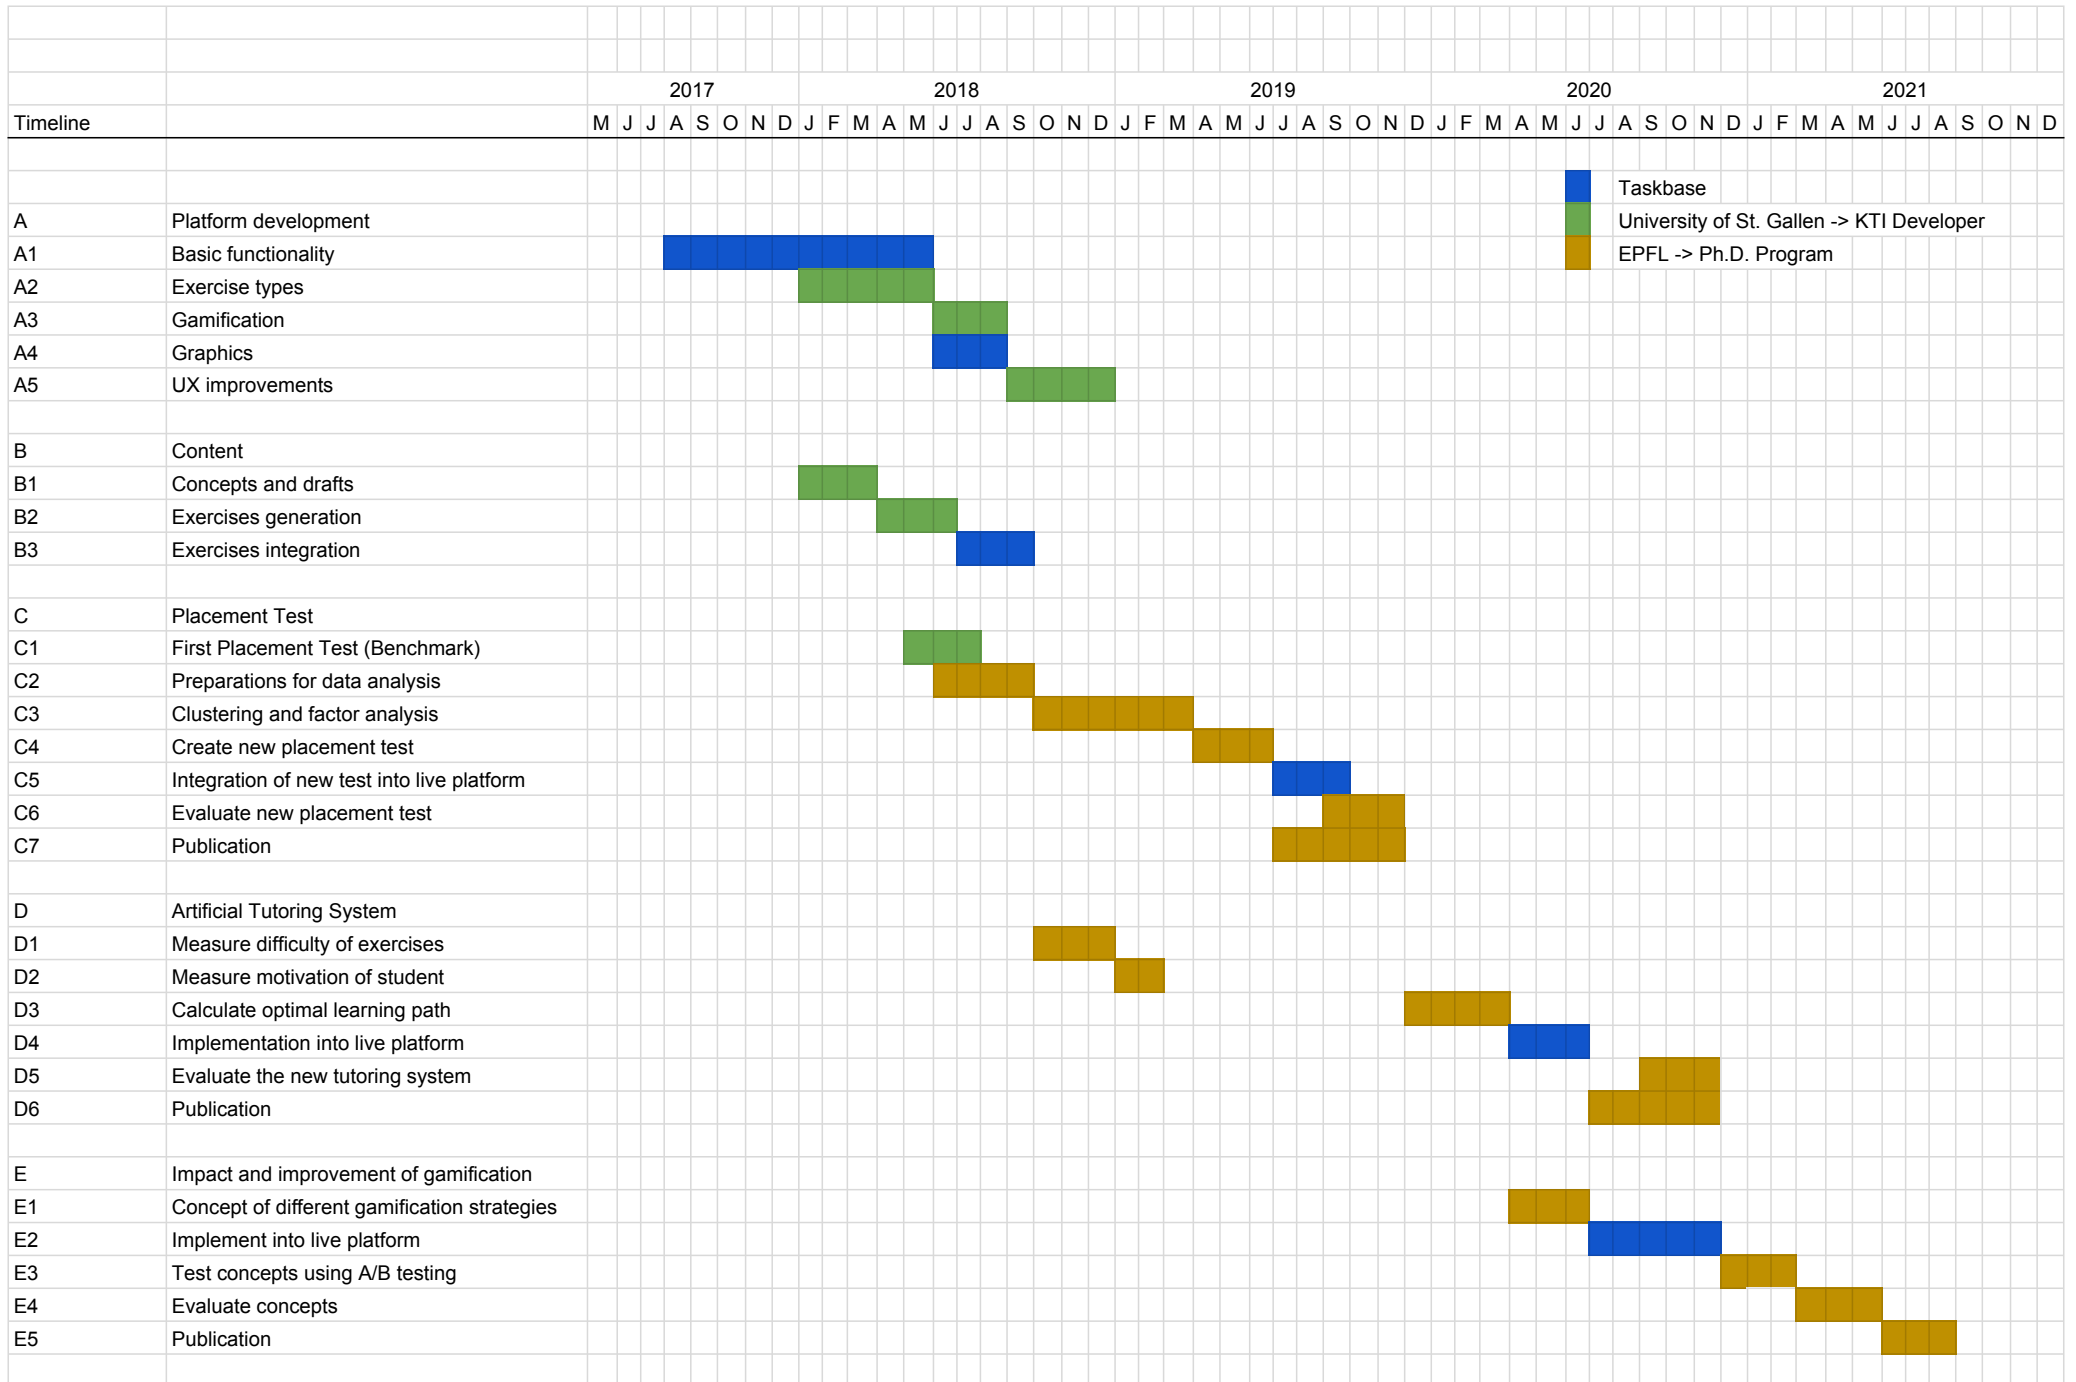 2017 2018 2019 2020 2021
Timeline M J J A S O N D J F M A M J J A S O N D J F M A M J J A S O N D J F M A M J J A S O N D J F M A M J J A S O N D
Taskbase
A Platform development University of St. Gallen -> KTI Developer
A1 Basic functionality EPFL -> Ph.D. Program
A2 Exercise types
A3 Gamification
A4 Graphics
A5 UX improvements
B Content
B1 Concepts and drafts
B2 Exercises generation
B3 Exercises integration
C Placement Test
C1 First Placement Test (Benchmark)
C2 Preparations for data analysis
C3 Clustering and factor analysis
C4 Create new placement test
C5 Integration of new test into live platform
C6 Evaluate new placement test
C7 Publication
D Artificial Tutoring System
D1 Measure difficulty of exercises
D2 Measure motivation of student
D3 Calculate optimal learning path
D4 Implementation into live platform
D5 Evaluate the new tutoring system
D6 Publication
E Impact and improvement of gamification
E1 Concept of different gamification strategies
E2 Implement into live platform
E3 Test concepts using A/B testing
E4 Evaluate concepts
E5 Publication